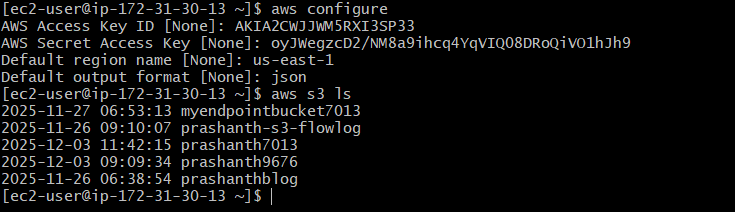 [ec2-user@ip-172-31-30-13 ~]$ aws configure
AWS Access Key ID [None]: AKIA2CWJJWM5RXI3SP33
AWS Secret Access Key [None]: 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
Default region name [None]: us-east-1
Default output format [None]: json
[ec2-user@ip-172-31-30-13 ~]$ aws s3 ls
2025-11-27 06:53:13 myendpointbucket7013
2025-11-26 09:10:07 prashanth-s3-flowlog
2025-12-03 11:42:15 prashanth7013
2025-12-03 09:09:34 prashanth9676
2025-11-26 06:38:54 prashanthblog
[ec2-user@ip-172-31-30-13 ~]$